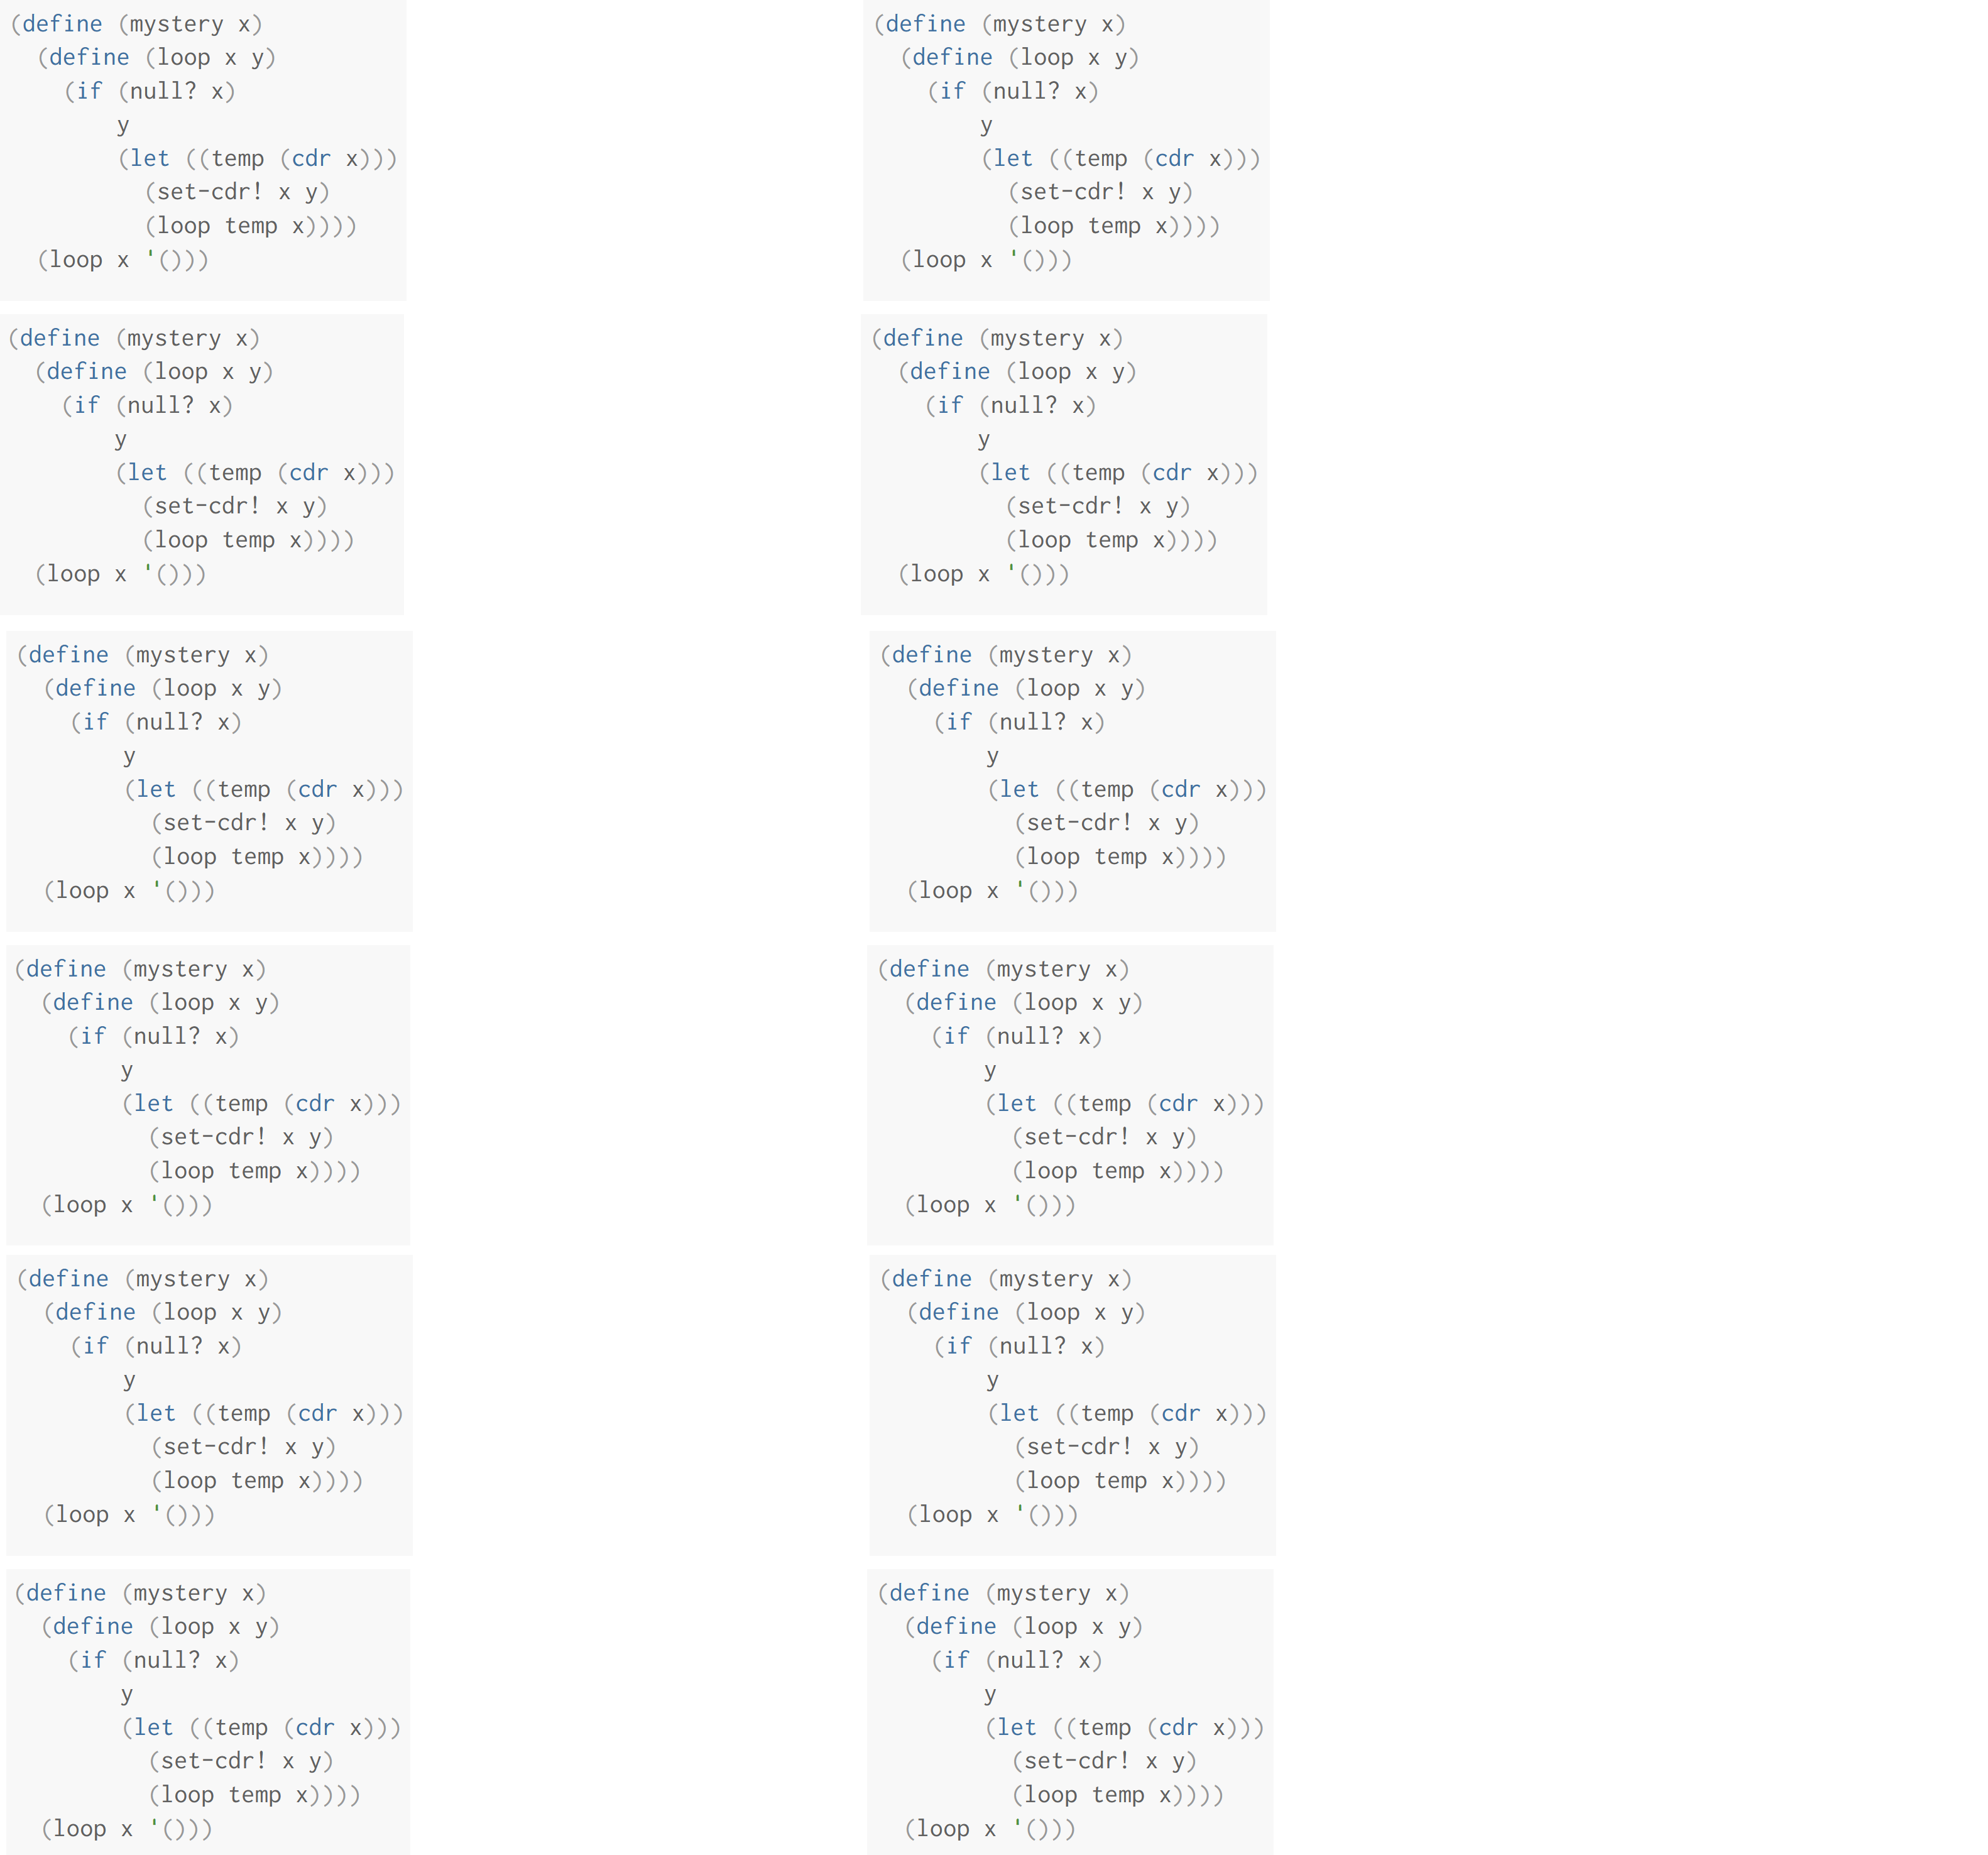 (define (mystery x)
  (define (loop x y)
    (if (null? x)
        y
        (let ((temp (cdr x)))
          (set-cdr! x y)
          (loop temp x))))
  (loop x '()))
(define (mystery x)
  (define (loop x y)
    (if (null? x)
        y
        (let ((temp (cdr x)))
          (set-cdr! x y)
          (loop temp x))))
  (loop x '()))
(define (mystery x)
  (define (loop x y)
    (if (null? x)
        y
        (let ((temp (cdr x)))
          (set-cdr! x y)
          (loop temp x))))
  (loop x '()))
(define (mystery x)
  (define (loop x y)
    (if (null? x)
        y
        (let ((temp (cdr x)))
          (set-cdr! x y)
          (loop temp x))))
  (loop x '()))
(define (mystery x)
  (define (loop x y)
    (if (null? x)
        y
        (let ((temp (cdr x)))
          (set-cdr! x y)
          (loop temp x))))
  (loop x '()))
(define (mystery x)
  (define (loop x y)
    (if (null? x)
        y
        (let ((temp (cdr x)))
          (set-cdr! x y)
          (loop temp x))))
  (loop x '()))
(define (mystery x)
  (define (loop x y)
    (if (null? x)
        y
        (let ((temp (cdr x)))
          (set-cdr! x y)
          (loop temp x))))
  (loop x '()))
(define (mystery x)
  (define (loop x y)
    (if (null? x)
        y
        (let ((temp (cdr x)))
          (set-cdr! x y)
          (loop temp x))))
  (loop x '()))
(define (mystery x)
  (define (loop x y)
    (if (null? x)
        y
        (let ((temp (cdr x)))
          (set-cdr! x y)
          (loop temp x))))
  (loop x '()))
(define (mystery x)
  (define (loop x y)
    (if (null? x)
        y
        (let ((temp (cdr x)))
          (set-cdr! x y)
          (loop temp x))))
  (loop x '()))
(define (mystery x)
  (define (loop x y)
    (if (null? x)
        y
        (let ((temp (cdr x)))
          (set-cdr! x y)
          (loop temp x))))
  (loop x '()))
(define (mystery x)
  (define (loop x y)
    (if (null? x)
        y
        (let ((temp (cdr x)))
          (set-cdr! x y)
          (loop temp x))))
  (loop x '()))